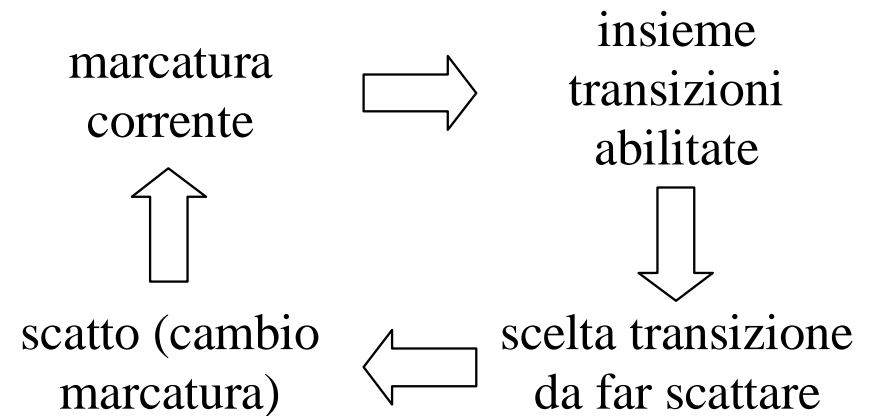 marcatura
corrente
insieme
transizioni
abilitate
scelta transizione
da far scattare
scatto (cambio
marcatura)